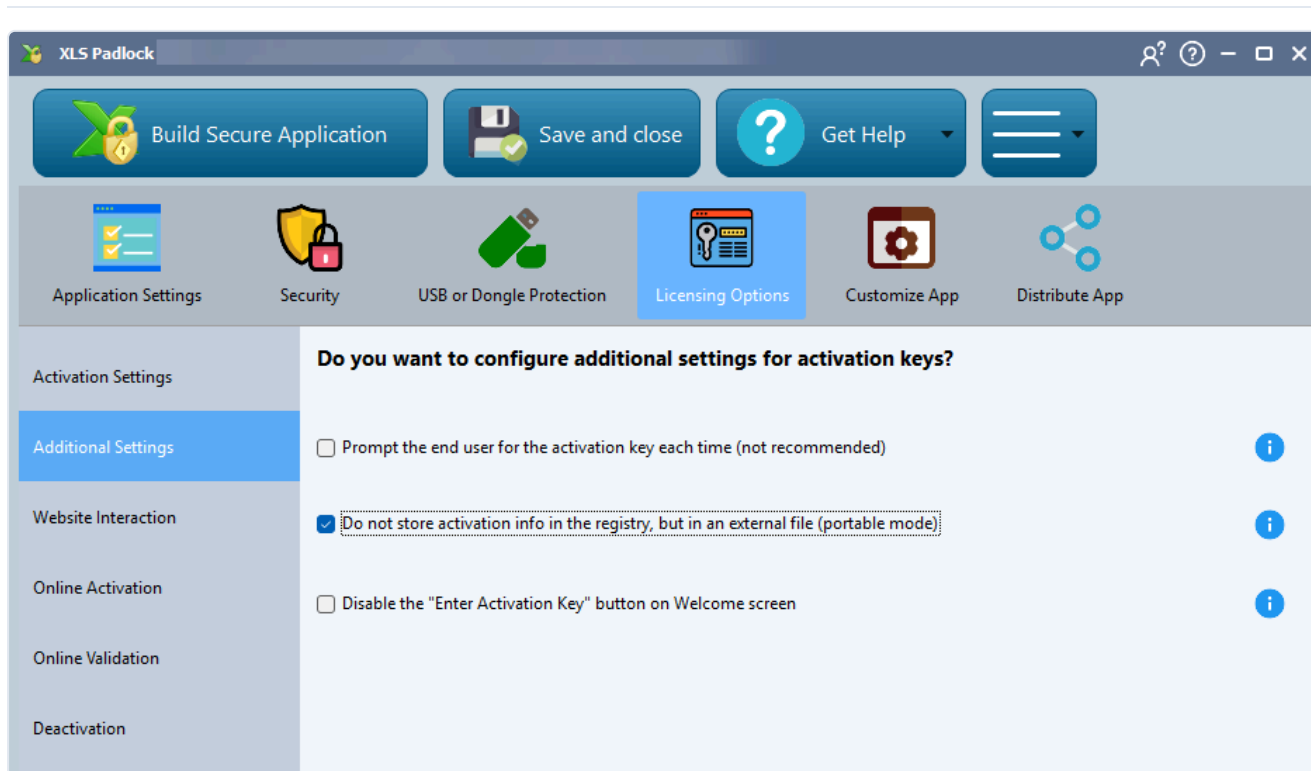 XLS Padlock
Build Secure Application
Save and close
Get Help
Application Settings
Security
USB or Dongle Protection
Licensing Options
Customize App
Distribute App
Activation Settings
Additional Settings
Website Interaction
Online Activation
Online Validation
Deactivation
Do you want to configure additional settings for activation keys?
Prompt the end user for the activation key each time (not recommended)
Do not store activation info in the registry, but in an external file (portable mode)
Disable the "Enter Activation Key" button on Welcome screen